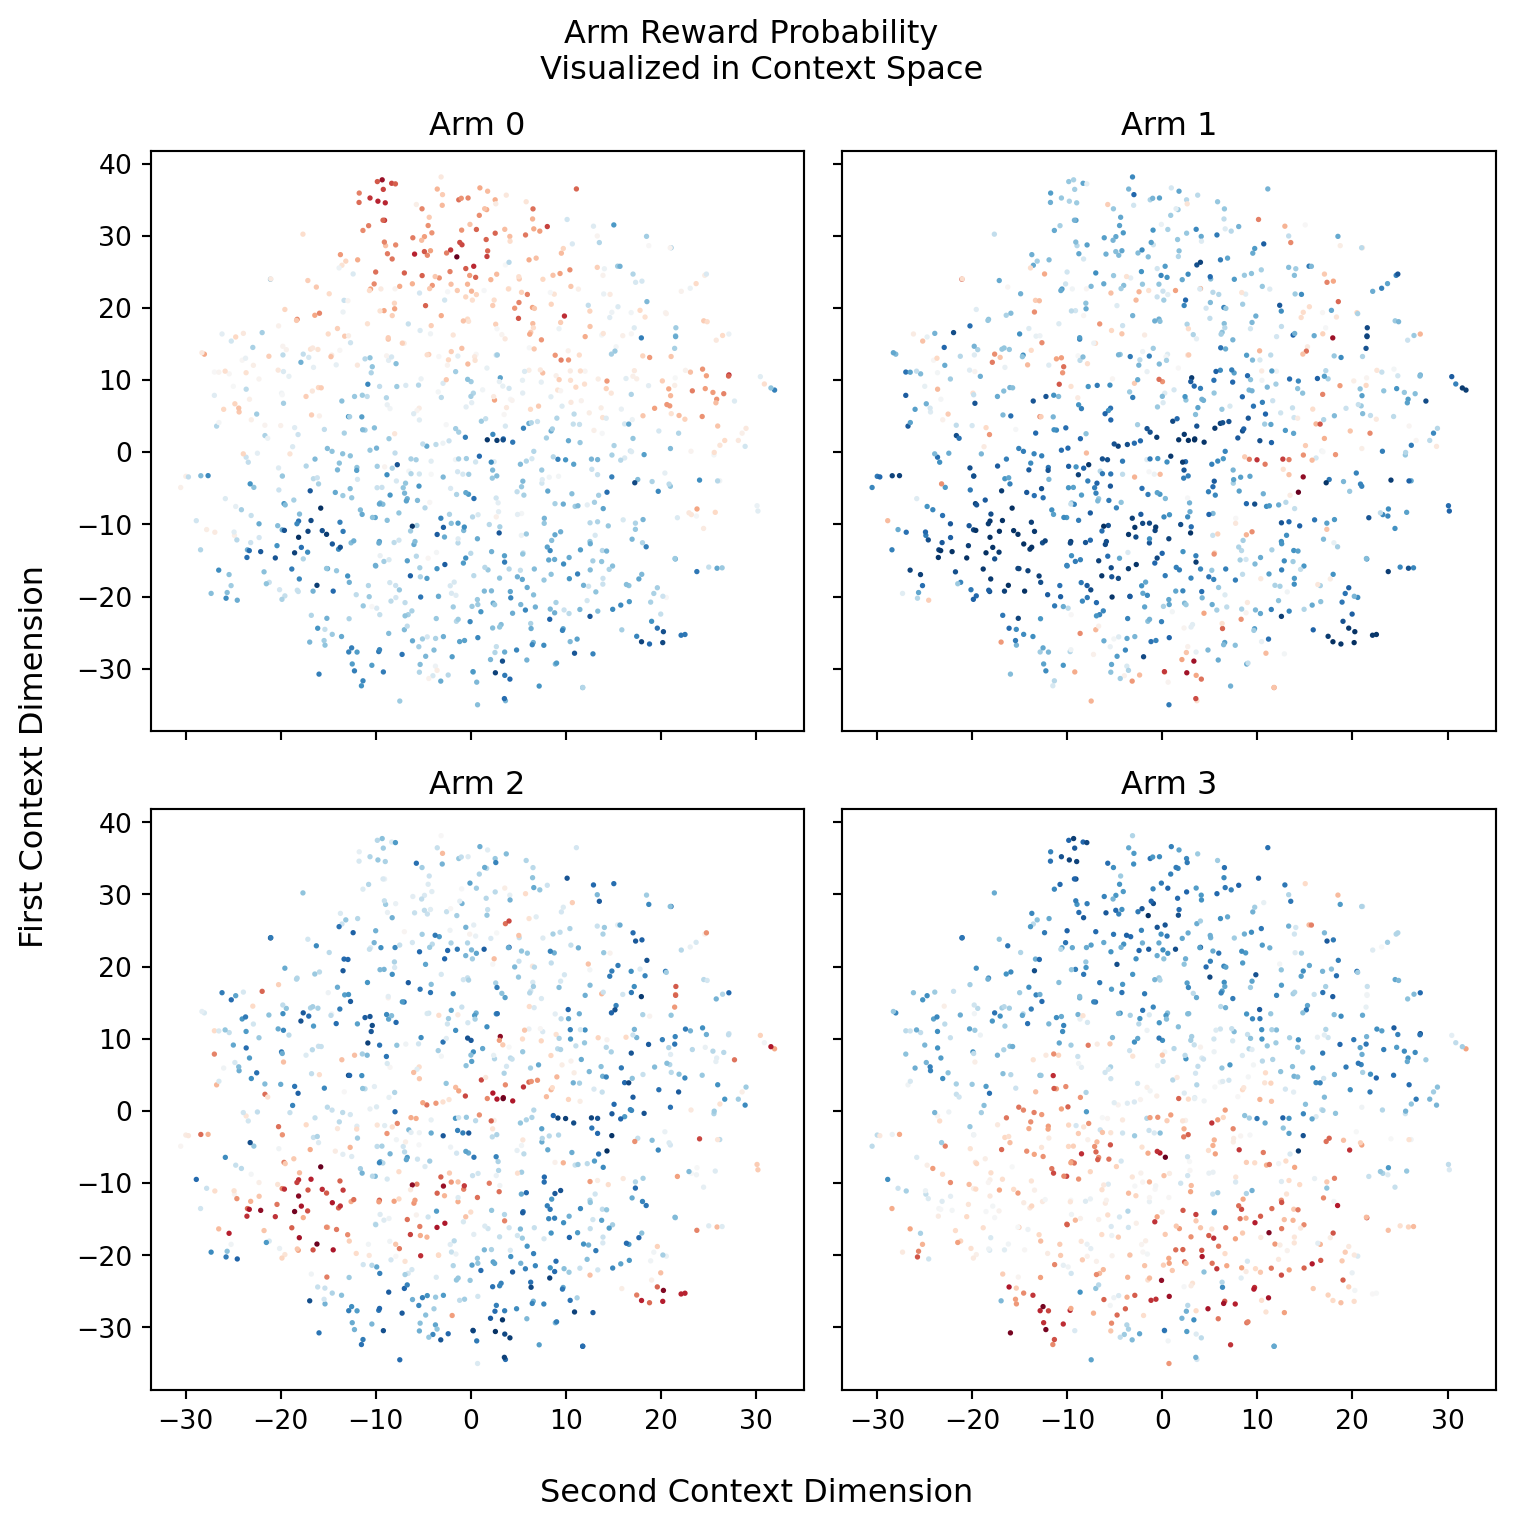 Arm Reward Probability
Visualized in Context Space
Arm 0
Arm 1
40
30
20
10
0
−10
−20
−30
−30 −20 −10 0 10 20 30
Arm 2
Arm 3
40
30
20
10
0
−10
−20
−30
−30 −20 −10 0 10 20 30
First Context Dimension
Second Context Dimension